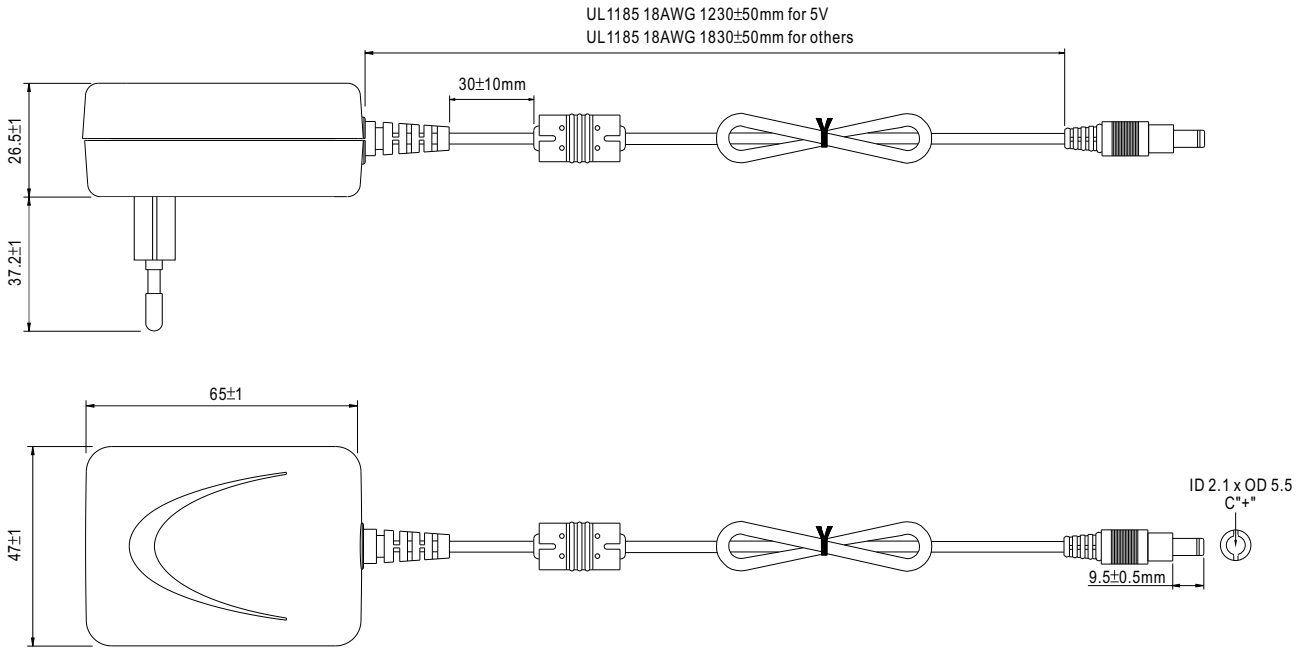 UL1185 18AWG 1230±50mm for 5V
UL1185 18AWG 1830±50mm for others
30±10mm
26.5±1
37.2±1
65±1
47±1
ID 2.1 x OD 5.5
C"+"
9.5±0.5mm